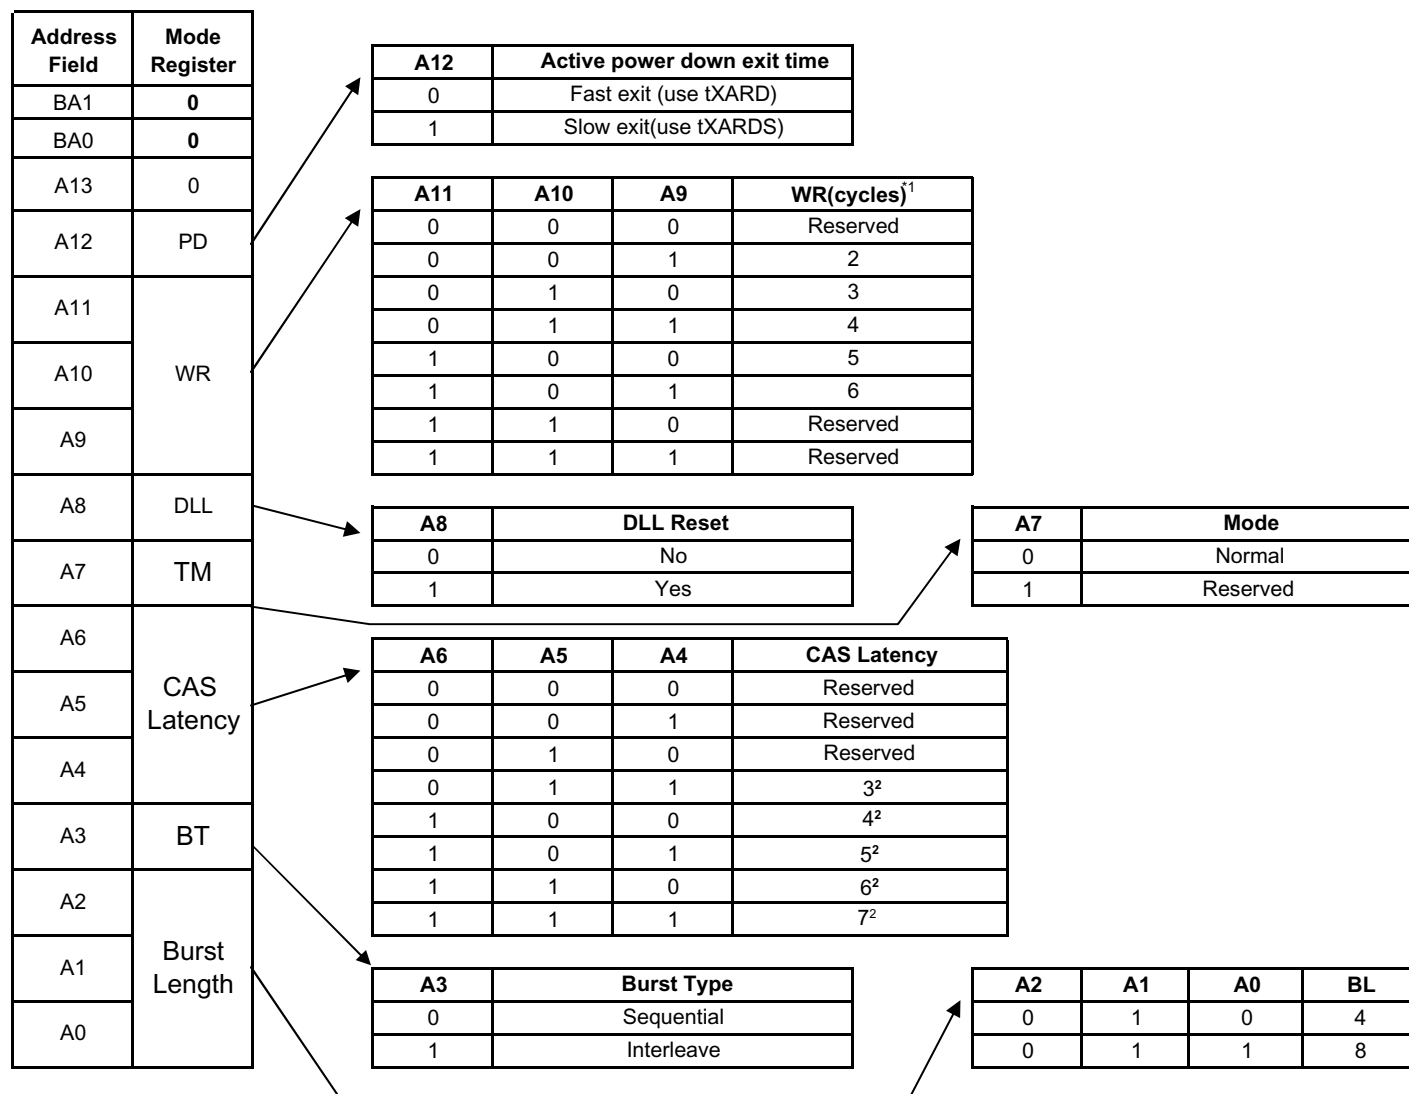 Address Field Mode Register
BA1 0
BA0 0
A13 0
A12 PD
A11
A10 WR
A9
A8 DLL
A7 TM
A6
A5 CAS Latency
A4
A3 BT
A2
A1 Burst Length
A0
A12 Active power down exit time
0 Fast exit (use tXARD)
1 Slow exit(use tXARDS)
A11 A10 A9 WR(cycles)*1
0 0 0 Reserved
0 0 1 2
0 1 0 3
0 1 1 4
1 0 0 5
1 0 1 6
1 1 0 Reserved
1 1 1 Reserved
A8 DLL Reset
0 No
1 Yes
A7 Mode
0 Normal
1 Reserved
A6 A5 A4 CAS Latency
0 0 0 Reserved
0 0 1 Reserved
0 1 0 Reserved
0 1 1 3²
1 0 0 4²
1 0 1 5²
1 1 0 6²
1 1 1 7²
A3 Burst Type
0 Sequential
1 Interleave
A2 A1 A0 BL
0 1 0 4
0 1 1 8